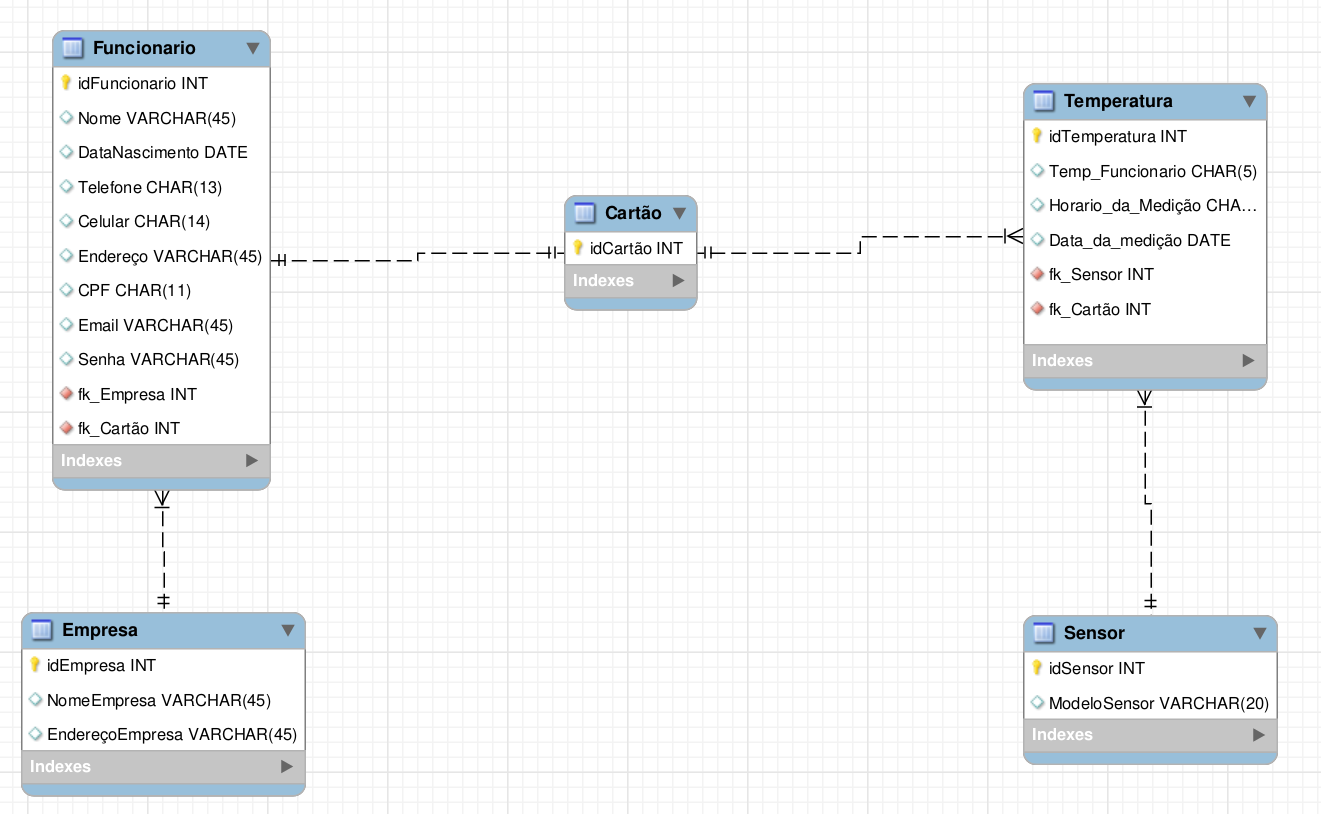 Funcionario
idFuncionario INT
Nome VARCHAR(45)
DataNascimento DATE
Telefone CHAR(13)
Celular CHAR(14)
Endereço VARCHAR(45)
CPF CHAR(11)
Email VARCHAR(45)
Senha VARCHAR(45)
fk_Empresa INT
fk_Cartão INT
Indexes
Cartão
idCartão INT
Indexes
Temperatura
idTemperatura INT
Temp_Funcionario CHAR(5)
Horario_da_Medição CHA...
Data_da_medição DATE
fk_Sensor INT
fk_Cartão INT
Indexes
Empresa
idEmpresa INT
NomeEmpresa VARCHAR(45)
EndereçoEmpresa VARCHAR(45)
Indexes
Sensor
idSensor INT
ModeloSensor VARCHAR(20)
Indexes